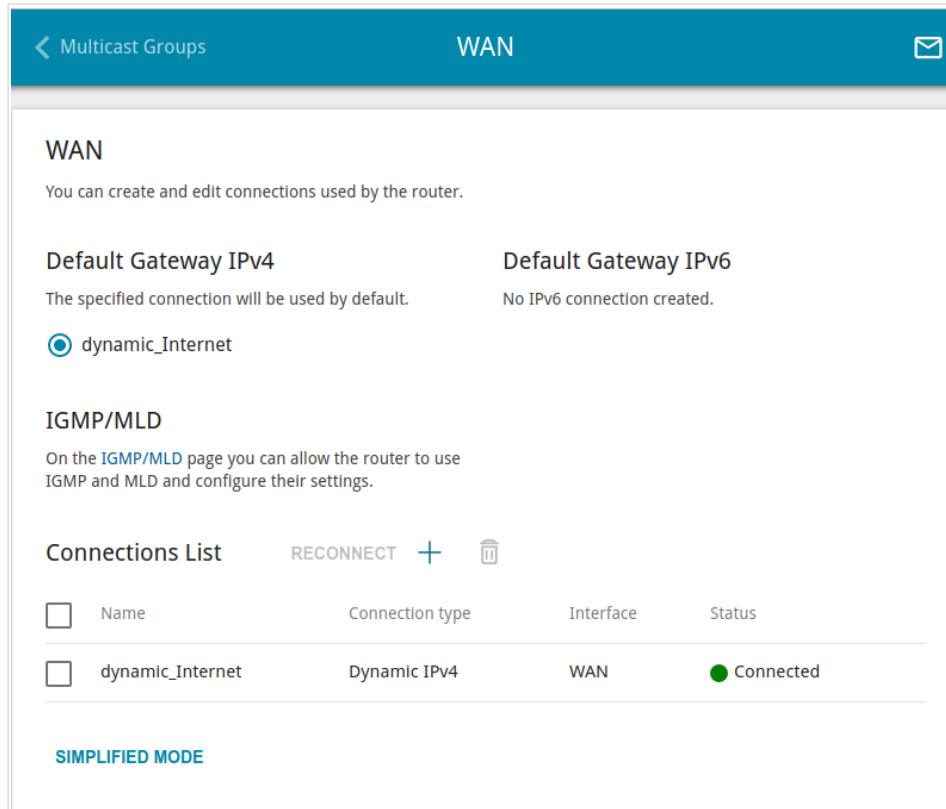 Multicast Groups
WAN
WAN
You can create and edit connections used by the router.
Default Gateway IPv4
The specified connection will be used by default.
dynamic_Internet
Default Gateway IPv6
No IPv6 connection created.
IGMP/MLD
On the IGMP/MLD page you can allow the router to use
IGMP and MLD and configure their settings.
Connections List RECONNECT
Name Connection type Interface Status
dynamic_Internet Dynamic IPv4 WAN Connected
SIMPLIFIED MODE